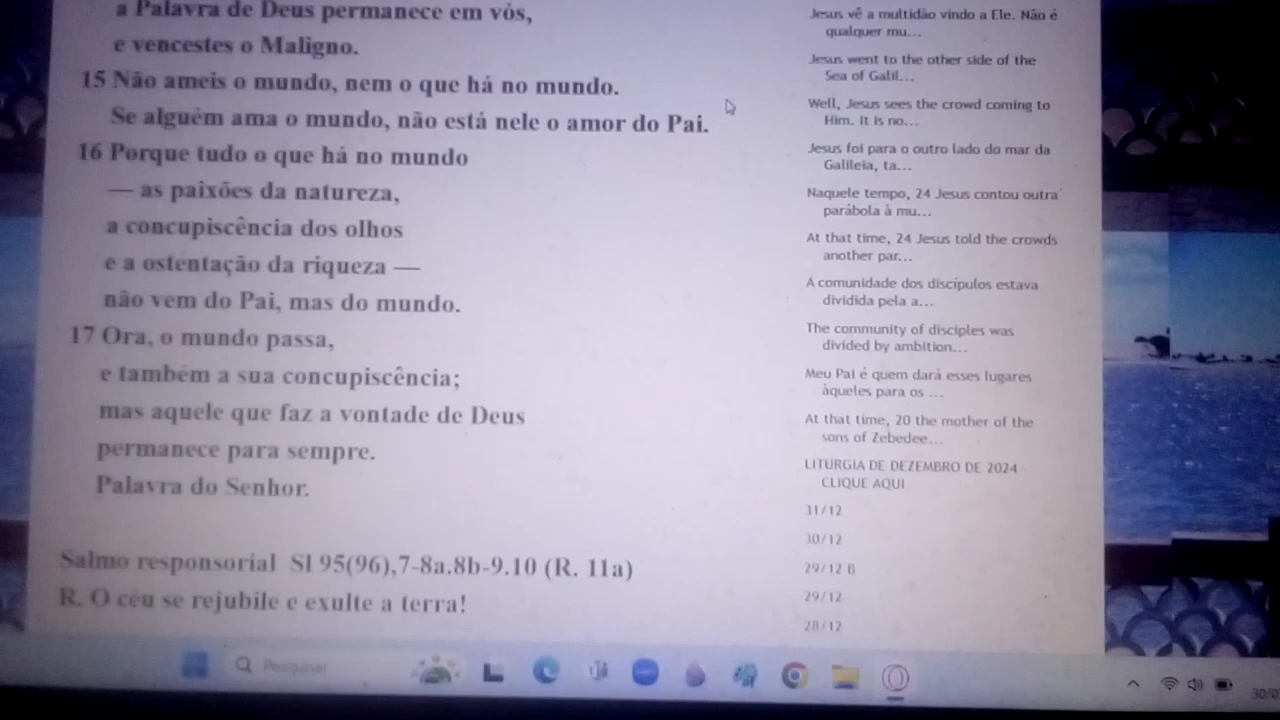 a Palavra de Deus permanece em vós,
e vencestes o Maligno.
15 Não ameis o mundo, nem o que há no mundo.
Se alguém ama o mundo, não está nele o amor do Pai.
16 Porque tudo o que há no mundo
— as paixões da natureza,
a concupiscência dos olhos
e a ostentação da riqueza —
não vem do Pai, mas do mundo.
17 Ora, o mundo passa,
e também a sua concupiscência;
mas aquele que faz a vontade de Deus
permanece para sempre.
Palavra do Senhor.
Salmo responsorial Sl 95(96),7-8a.8b-9.10 (R. 11a)
R. O céu se rejubile e exulte a terra!
Jesus vê a multidão vindo a Ele. Não é
qualquer mu...
Jesus went to the other side of the
Sea of Galil...
Well, Jesus sees the crowd coming to
Him. It is no...
Jesus foi para o outro lado do mar da
Galileia, ta...
Naquele tempo, 24 Jesus contou outra
parábola à mu...
At that time, 24 Jesus told the crowds
another par...
A comunidade dos discípulos estava
dividida pela a...
The community of disciples was
divided by ambition...
Meu Pai é quem dará esses lugares
àqueles para os ...
At that time, 20 the mother of the
sons of Zebedee...
LITURGIA DE DEZEMBRO DE 2024
CLIQUE AQUI
31/12
30/12
29/12 B
29/12
28/12
Pesquisar